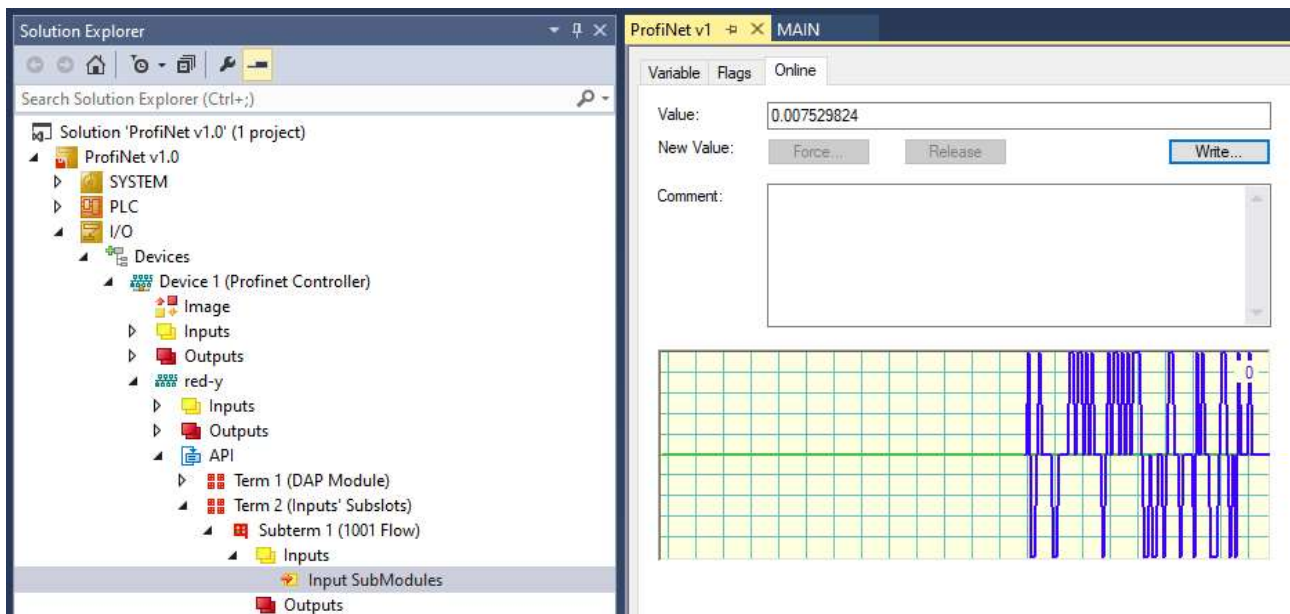 Solution Explorer
Search Solution Explorer (Ctrl+;)
Solution 'ProfiNet v1.0' (1 project)
ProfiNet v1.0
SYSTEM
PLC
I/O
Devices
Device 1 (Profinet Controller)
Image
Inputs
Outputs
red-y
Inputs
Outputs
API
Term 1 (DAP Module)
Term 2 (Inputs' Subslots)
Subterm 1 (1001 Flow)
Inputs
Input SubModules
Outputs
ProfiNet v1 MAIN
Variable Flags Online
Value: 0.007529824
New Value: Force... Release Write...
Comment:
0